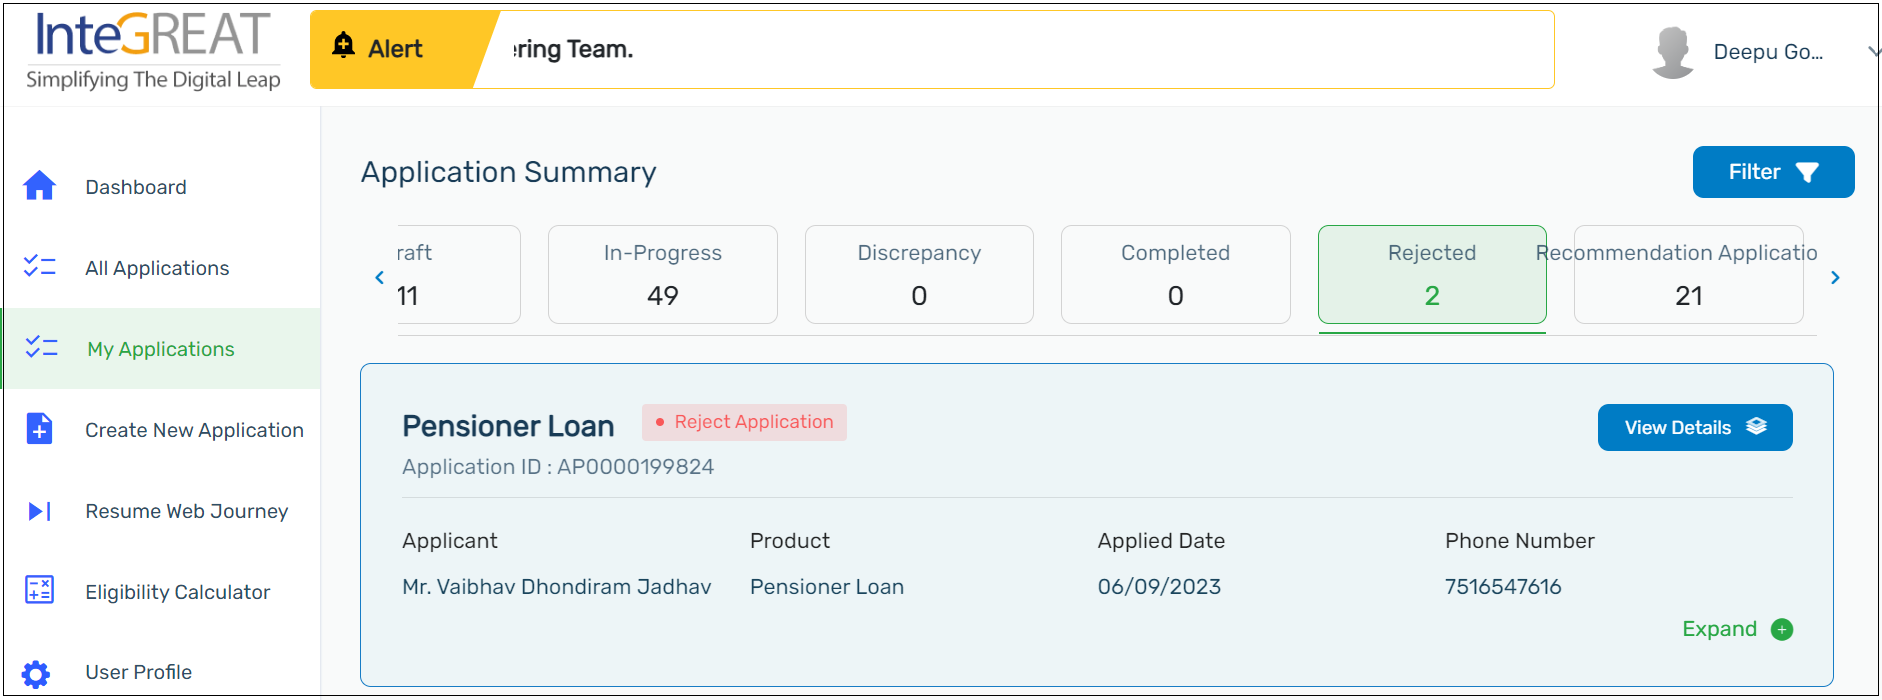 InteGREAT
Simplifying The Digital Leap
Alert
ering Team.
Deepu Go...
Dashboard
All Applications
My Applications
Create New Application
Resume Web Journey
Eligibility Calculator
User Profile
Application Summary
Filter
raft
11
In-Progress
49
Discrepancy
0
Completed
0
Rejected
2
Recommendation Applicatio
21
Pensioner Loan
Reject Application
View Details
Application ID : AP0000199824
Applicant
Product
Applied Date
Phone Number
Mr. Vaibhav Dhondiram Jadhav
Pensioner Loan
06/09/2023
7516547616
Expand